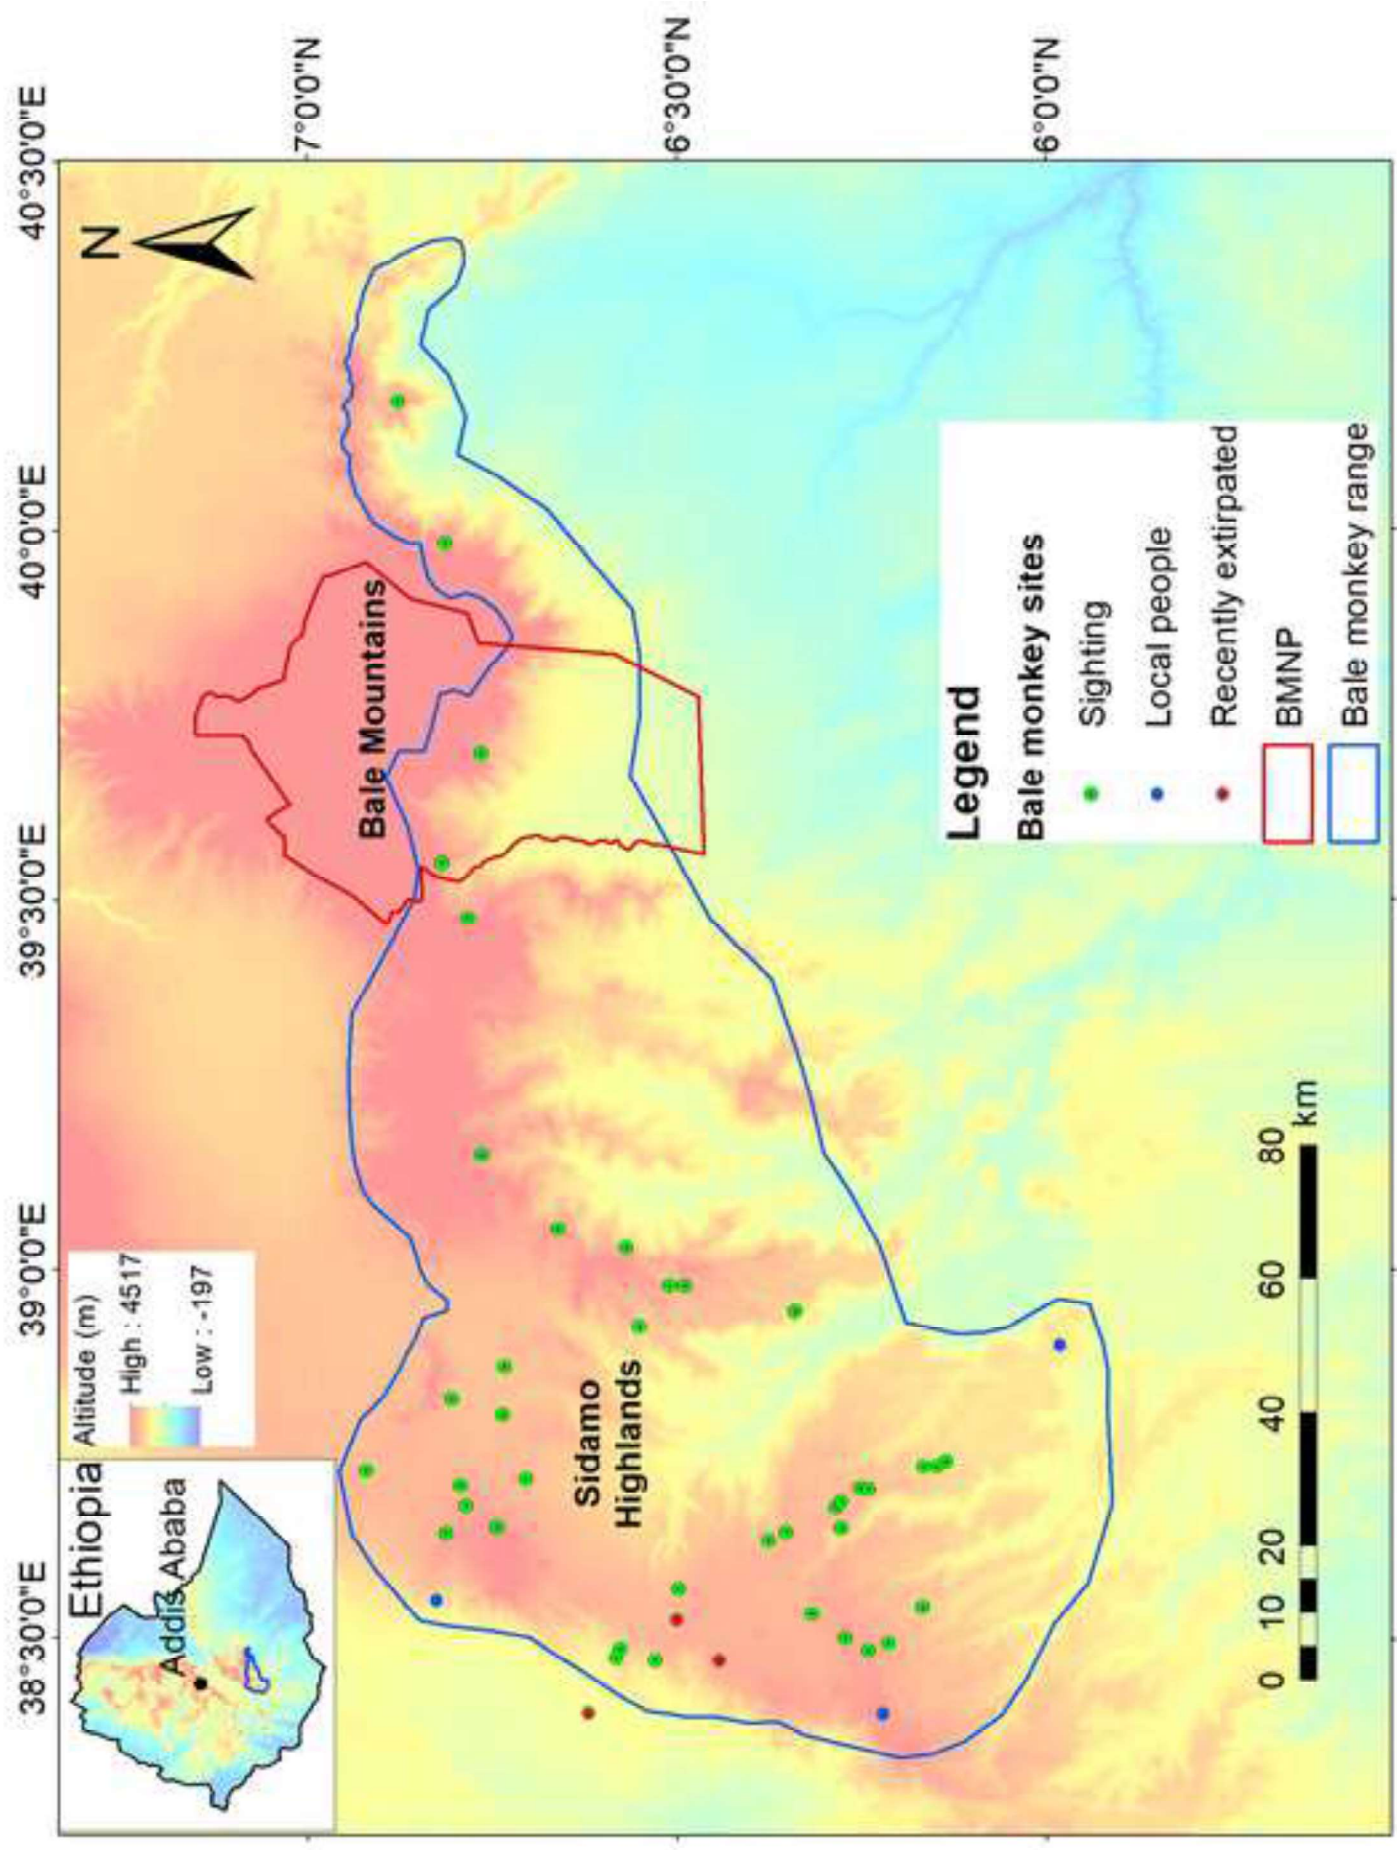 38°30'0"E
39°0'0"E
39°30'0"E
40°0'0"E
40°30'0"E
Ethiopia
Addis Ababa
Altitude (m)
High : 4517
Low : -197
N
7°0'0"N
6°30'0"N
6°0'0"N
Bale Mountains
Sidamo
Highlands
Legend
Bale monkey sites
Sighting
Local people
Recently extirpated
BMNP
Bale monkey range
0 10 20 40 60 80
km